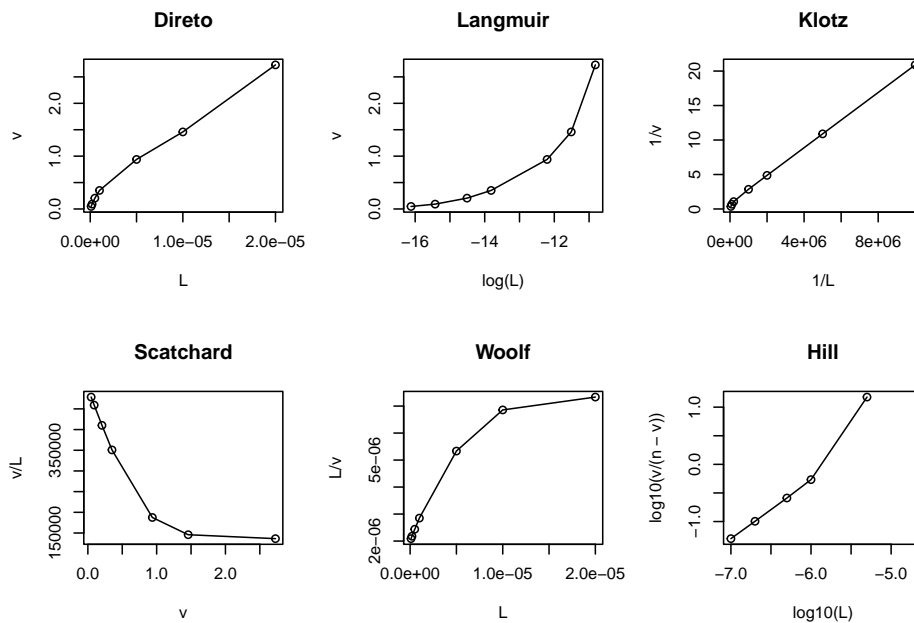 Direto
v
0.0 1.0 2.0
0.0e+00 1.0e-05 2.0e-05
L
Langmuir
v
0.0 1.0 2.0
−16 −14 −12
log(L)
Klotz
1/v
0 5 10 15 20
0e+00 4e+06 8e+06
1/L
Scatchard
v/L
150000 350000
0.0 1.0 2.0
v
Woolf
L/v
2e−06 5e−06
0.0e+00 1.0e−05 2.0e−05
L
Hill
log10(v/(n − v))
−1.0 0.0 1.0
−7.0 −6.0 −5.0
log10(L)